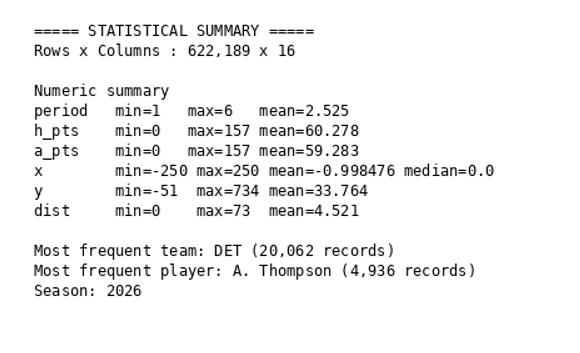 ===== STATISTICAL SUMMARY =====
Rows x Columns : 622,189 x 16
Numeric summary
period min=1 max=6 mean=2.525
h_pts min=0 max=157 mean=60.278
a_pts min=0 max=157 mean=59.283
x min=-250 max=250 mean=-0.998476 median=0.0
y min=-51 max=734 mean=33.764
dist min=0 max=73 mean=4.521
Most frequent team: DET (20,062 records)
Most frequent player: A. Thompson (4,936 records)
Season: 2026